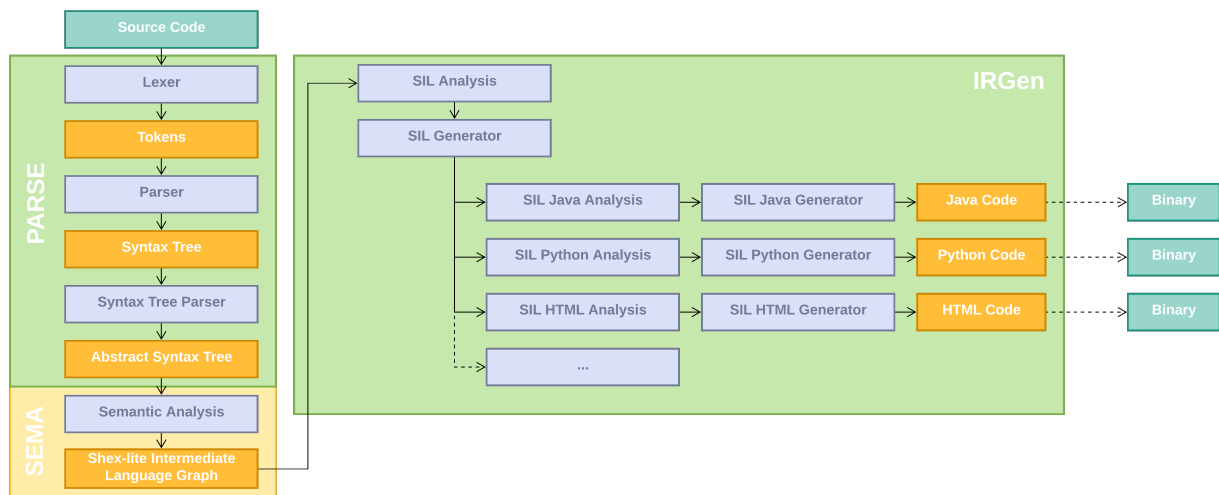 Source Code
PARSE
Lexer
Tokens
Parser
Syntax Tree
Syntax Tree Parser
Abstract Syntax Tree
SEMA
Semantic Analysis
Shex-lite Intermediate
Language Graph
IRGen
SIL Analysis
SIL Generator
SIL Java Analysis
SIL Java Generator
Java Code
Binary
SIL Python Analysis
SIL Python Generator
Python Code
Binary
SIL HTML Analysis
SIL HTML Generator
HTML Code
Binary
...